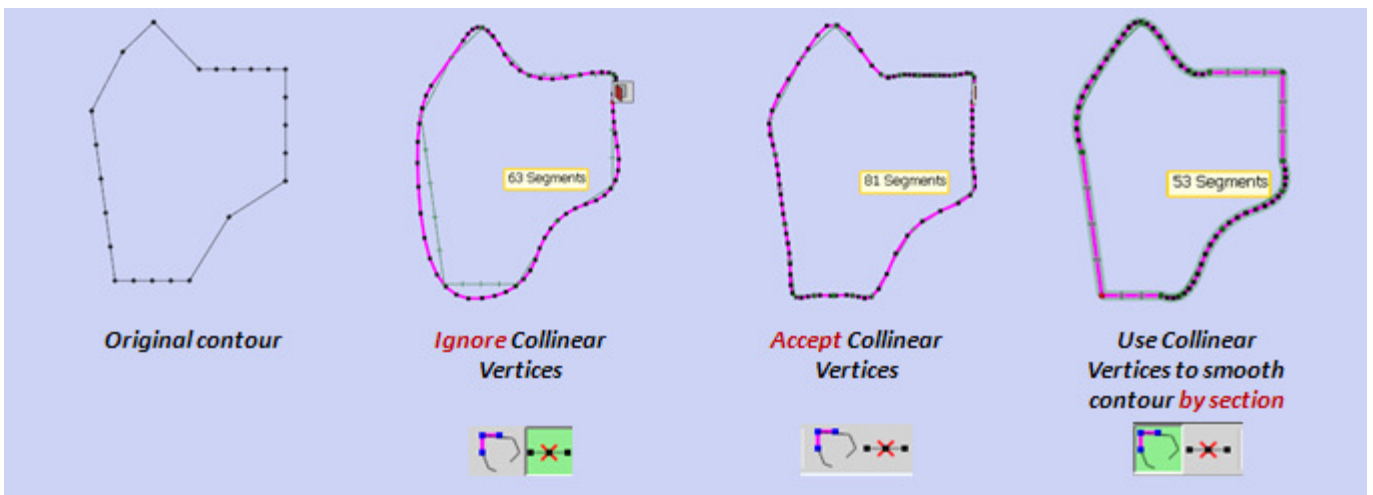 63 Segments
81 Segments
53 Segments
Original contour
Ignore Collinear
Vertices
Accept Collinear
Vertices
Use Collinear
Vertices to smooth
contour by section